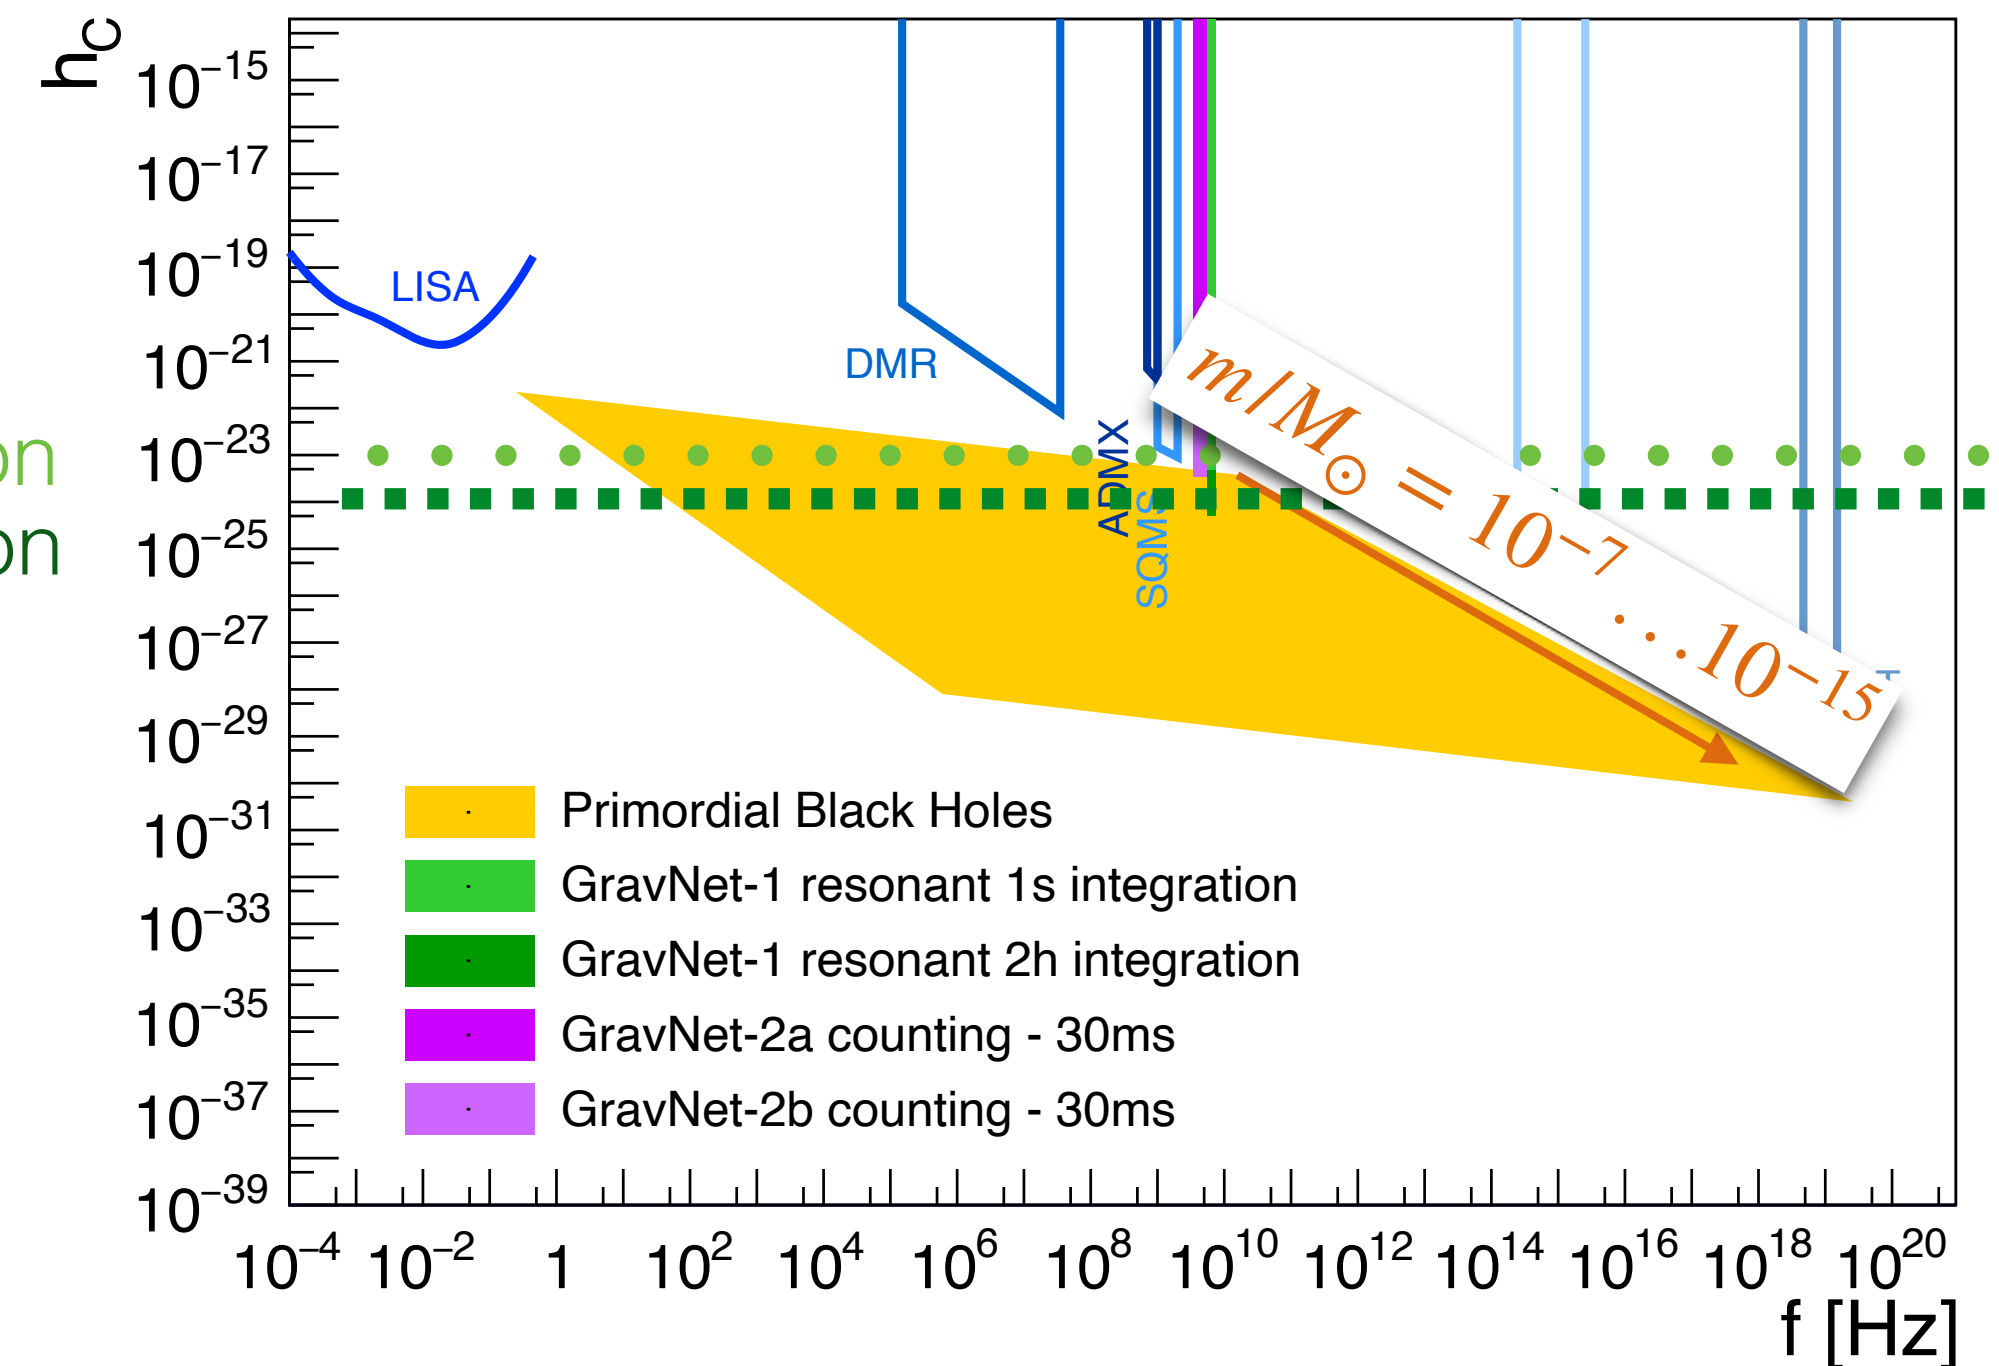 h_C
10^−15
10^−17
10^−19
10^−21
10^−23
10^−25
10^−27
10^−29
10^−31
10^−33
10^−35
10^−37
10^−39
on
on
LISA
DMR
ADMX
SQMS
m/M_⊙ = 10^−7 ...10^−15
Primordial Black Holes
GravNet-1 resonant 1s integration
GravNet-1 resonant 2h integration
GravNet-2a counting - 30ms
GravNet-2b counting - 30ms
10^−4 10^−2 1 10^2 10^4 10^6 10^8 10^10 10^12 10^14 10^16 10^18 10^20
f [Hz]